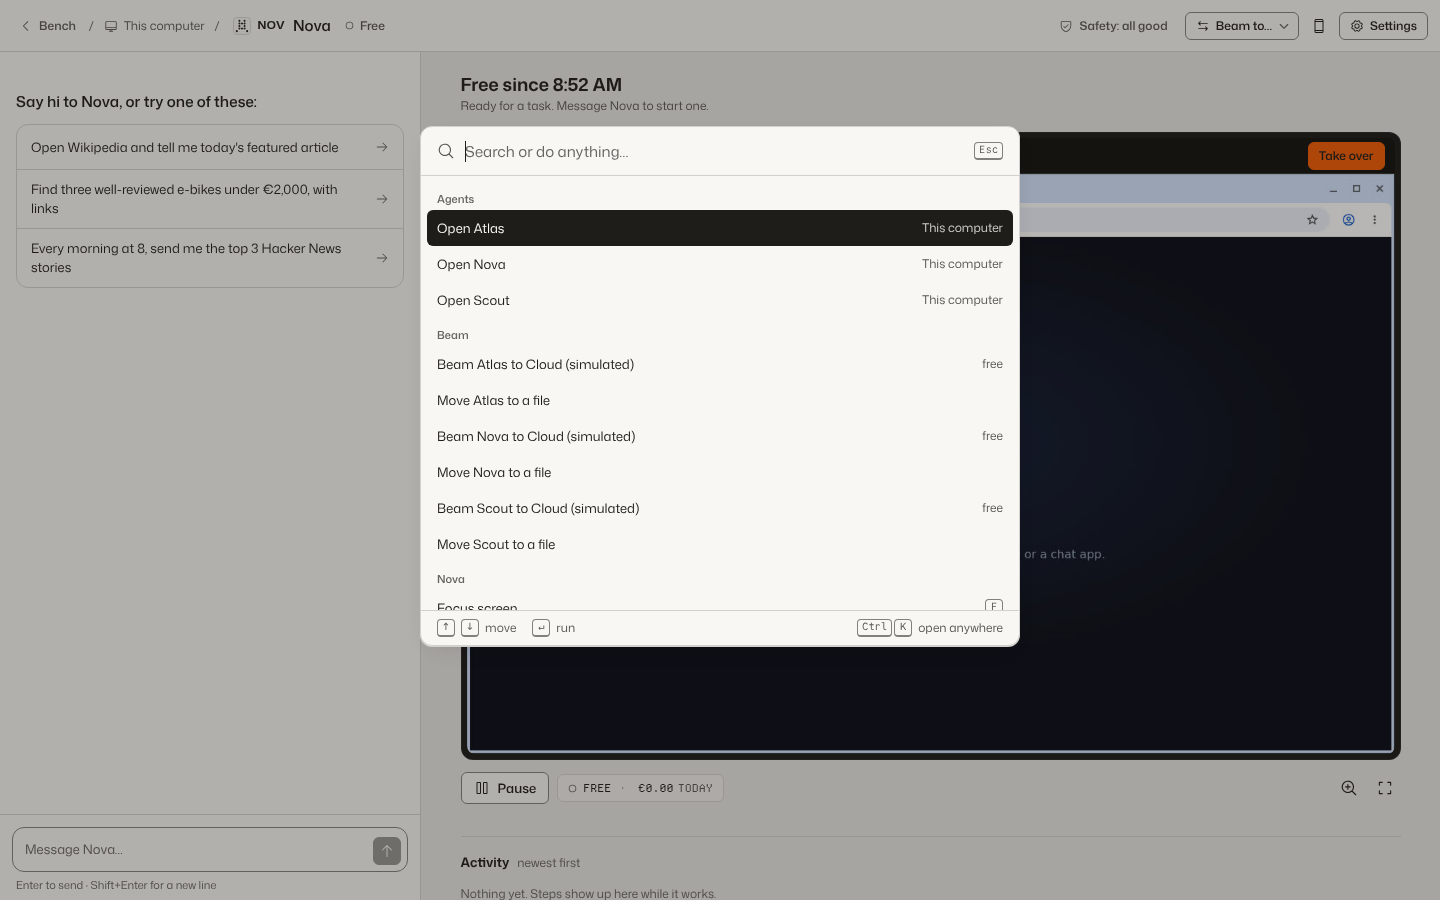 Bench / This computer / NOV Nova Free
Safety: all good
Beam to...
Settings
Say hi to Nova, or try one of these:
Open Wikipedia and tell me today's featured article
Find three well-reviewed e-bikes under €2,000, with
links
Every morning at 8, send me the top 3 Hacker News
stories
Message Nova...
Enter to send · Shift+Enter for a new line
Free since 8:52 AM
Ready for a task. Message Nova to start one.
Take over
Search or do anything...
Esc
Agents
Open Atlas This computer
Open Nova This computer
Open Scout This computer
Beam
Beam Atlas to Cloud (simulated) free
Move Atlas to a file
Beam Nova to Cloud (simulated) free
Move Nova to a file
Beam Scout to Cloud (simulated) free
Move Scout to a file
Nova
Focus screen F
↑ ↓ move ↵ run Ctrl K open anywhere
or a chat app.
Pause
FREE · €0.00 TODAY
Activity newest first
Nothing yet. Steps show up here while it works.